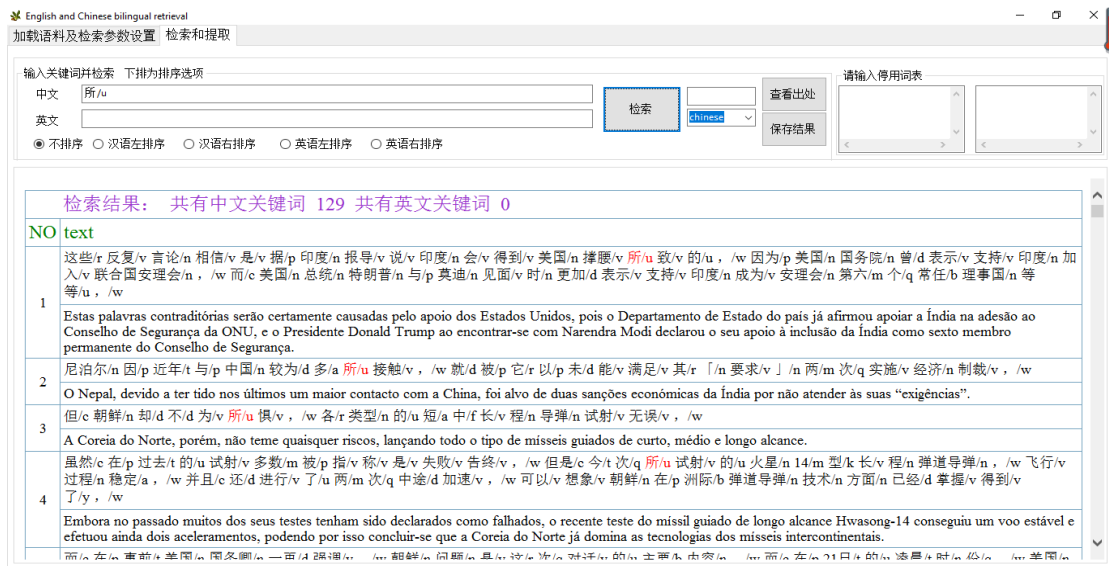 English and Chinese bilingual retrieval
加载语料及检索参数设置 检索和提取
输入关键词并检索 下排为排序选项
请输入停用词表
中文 所/u
英文
检索
chinese
查看出处
保存结果
不排序 汉语左排序 汉语右排序 英语左排序 英语右排序
检索结果： 共有中文关键词 129 共有英文关键词 0
NO text
1
这些/r 反复/v 言论/n 相信/v 是/v 据/p 印度/n 报导/v 说/v 印度/n 会/v 得到/v 美国/n 撑腰/v 所/u 致/v 的/u ，/w 因为/p 美国/n 国务院/n 曾/d 表示/v 支持/v 印度/n 加
入/v 联合国安理会/n ，/w 而/c 美国/n 总统/n 特朗普/n 与/p 莫迪/n 见面/v 时/n 更加/d 表示/v 支持/v 印度/n 成为/v 安理会/n 第六/m 个/q 常任/b 理事国/n 等
等/u ，/w
Estas palavras contraditórias serão certamente causadas pelo apoio dos Estados Unidos, pois o Departamento de Estado do país já afirmou apoiar a Índia na adesão ao
Conselho de Segurança da ONU, e o Presidente Donald Trump ao encontrar-se com Narendra Modi declarou o seu apoio à inclusão da Índia como sexto membro
permanente do Conselho de Segurança.
2
尼泊尔/n 因/p 近年/t 与/p 中国/n 较为/d 多/a 所/u 接触/v ，/w 就/d 被/p 它/r 以/p 未/d 能/v 满足/v 其/r 「/n 要求/v 」/n 两/m 次/q 实施/v 经济/n 制裁/v ，/w
O Nepal, devido a ter tido nos últimos um maior contacto com a China, foi alvo de duas sanções económicas da Índia por não atender às suas “exigências”.
3
但/c 朝鲜/n 却/d 不/d 为/v 所/u 惧/v ，/w 各/r 类型/n 的/u 短/a 中/f 长/v 程/n 导弹/n 试射/v 无误/v ，/w
A Coreia do Norte, porém, não teme quaisquer riscos, lançando todo o tipo de mísseis guiados de curto, médio e longo alcance.
4
虽然/c 在/p 过去/t 的/u 试射/v 多数/m 被/p 指/v 称/v 是/v 失败/v 告终/v ，/w 但是/c 今/t 次/q 所/u 试射/v 的/u 火星/n 14/m 型/k 长/v 程/n 弹道导弹/n ，/w 飞行/v
过程/n 稳定/a ，/w 并且/c 还/d 进行/v 了/u 两/m 次/q 中途/d 加速/v ，/w 可以/v 想象/v 朝鲜/n 在/p 洲际/b 弹道导弹/n 技术/n 方面/n 已经/d 掌握/v 得到/v
了/y ，/w
Embora no passado muitos dos seus testes tenham sido declarados como falhados, o recente teste do míssil guiado de longo alcance Hwasong-14 conseguiu um voo estável e
efetuou ainda dois aceleramentos, podendo por isso concluir-se que a Coreia do Norte já domina as tecnologias dos mísseis intercontinentais.